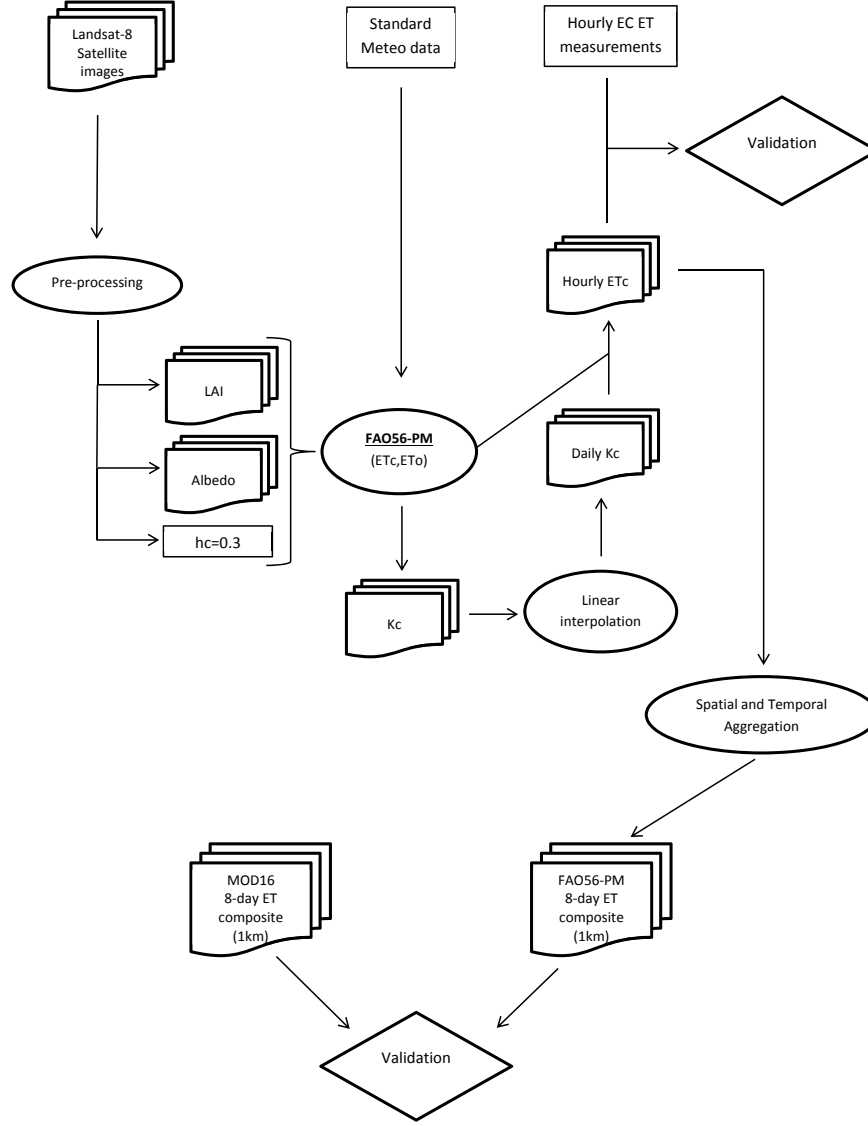 Landsat-8
Satellite
images
Standard
Meteo data
Hourly EC ET
measurements
Validation
Pre-processing
Hourly ETc
LAI
FAO56-PM
(ETc,ETo)
Daily Kc
Albedo
hc=0.3
Kc
Linear
interpolation
Spatial and Temporal
Aggregation
MOD16
8-day ET
composite
(1km)
FAO56-PM
8-day ET
composite
(1km)
Validation